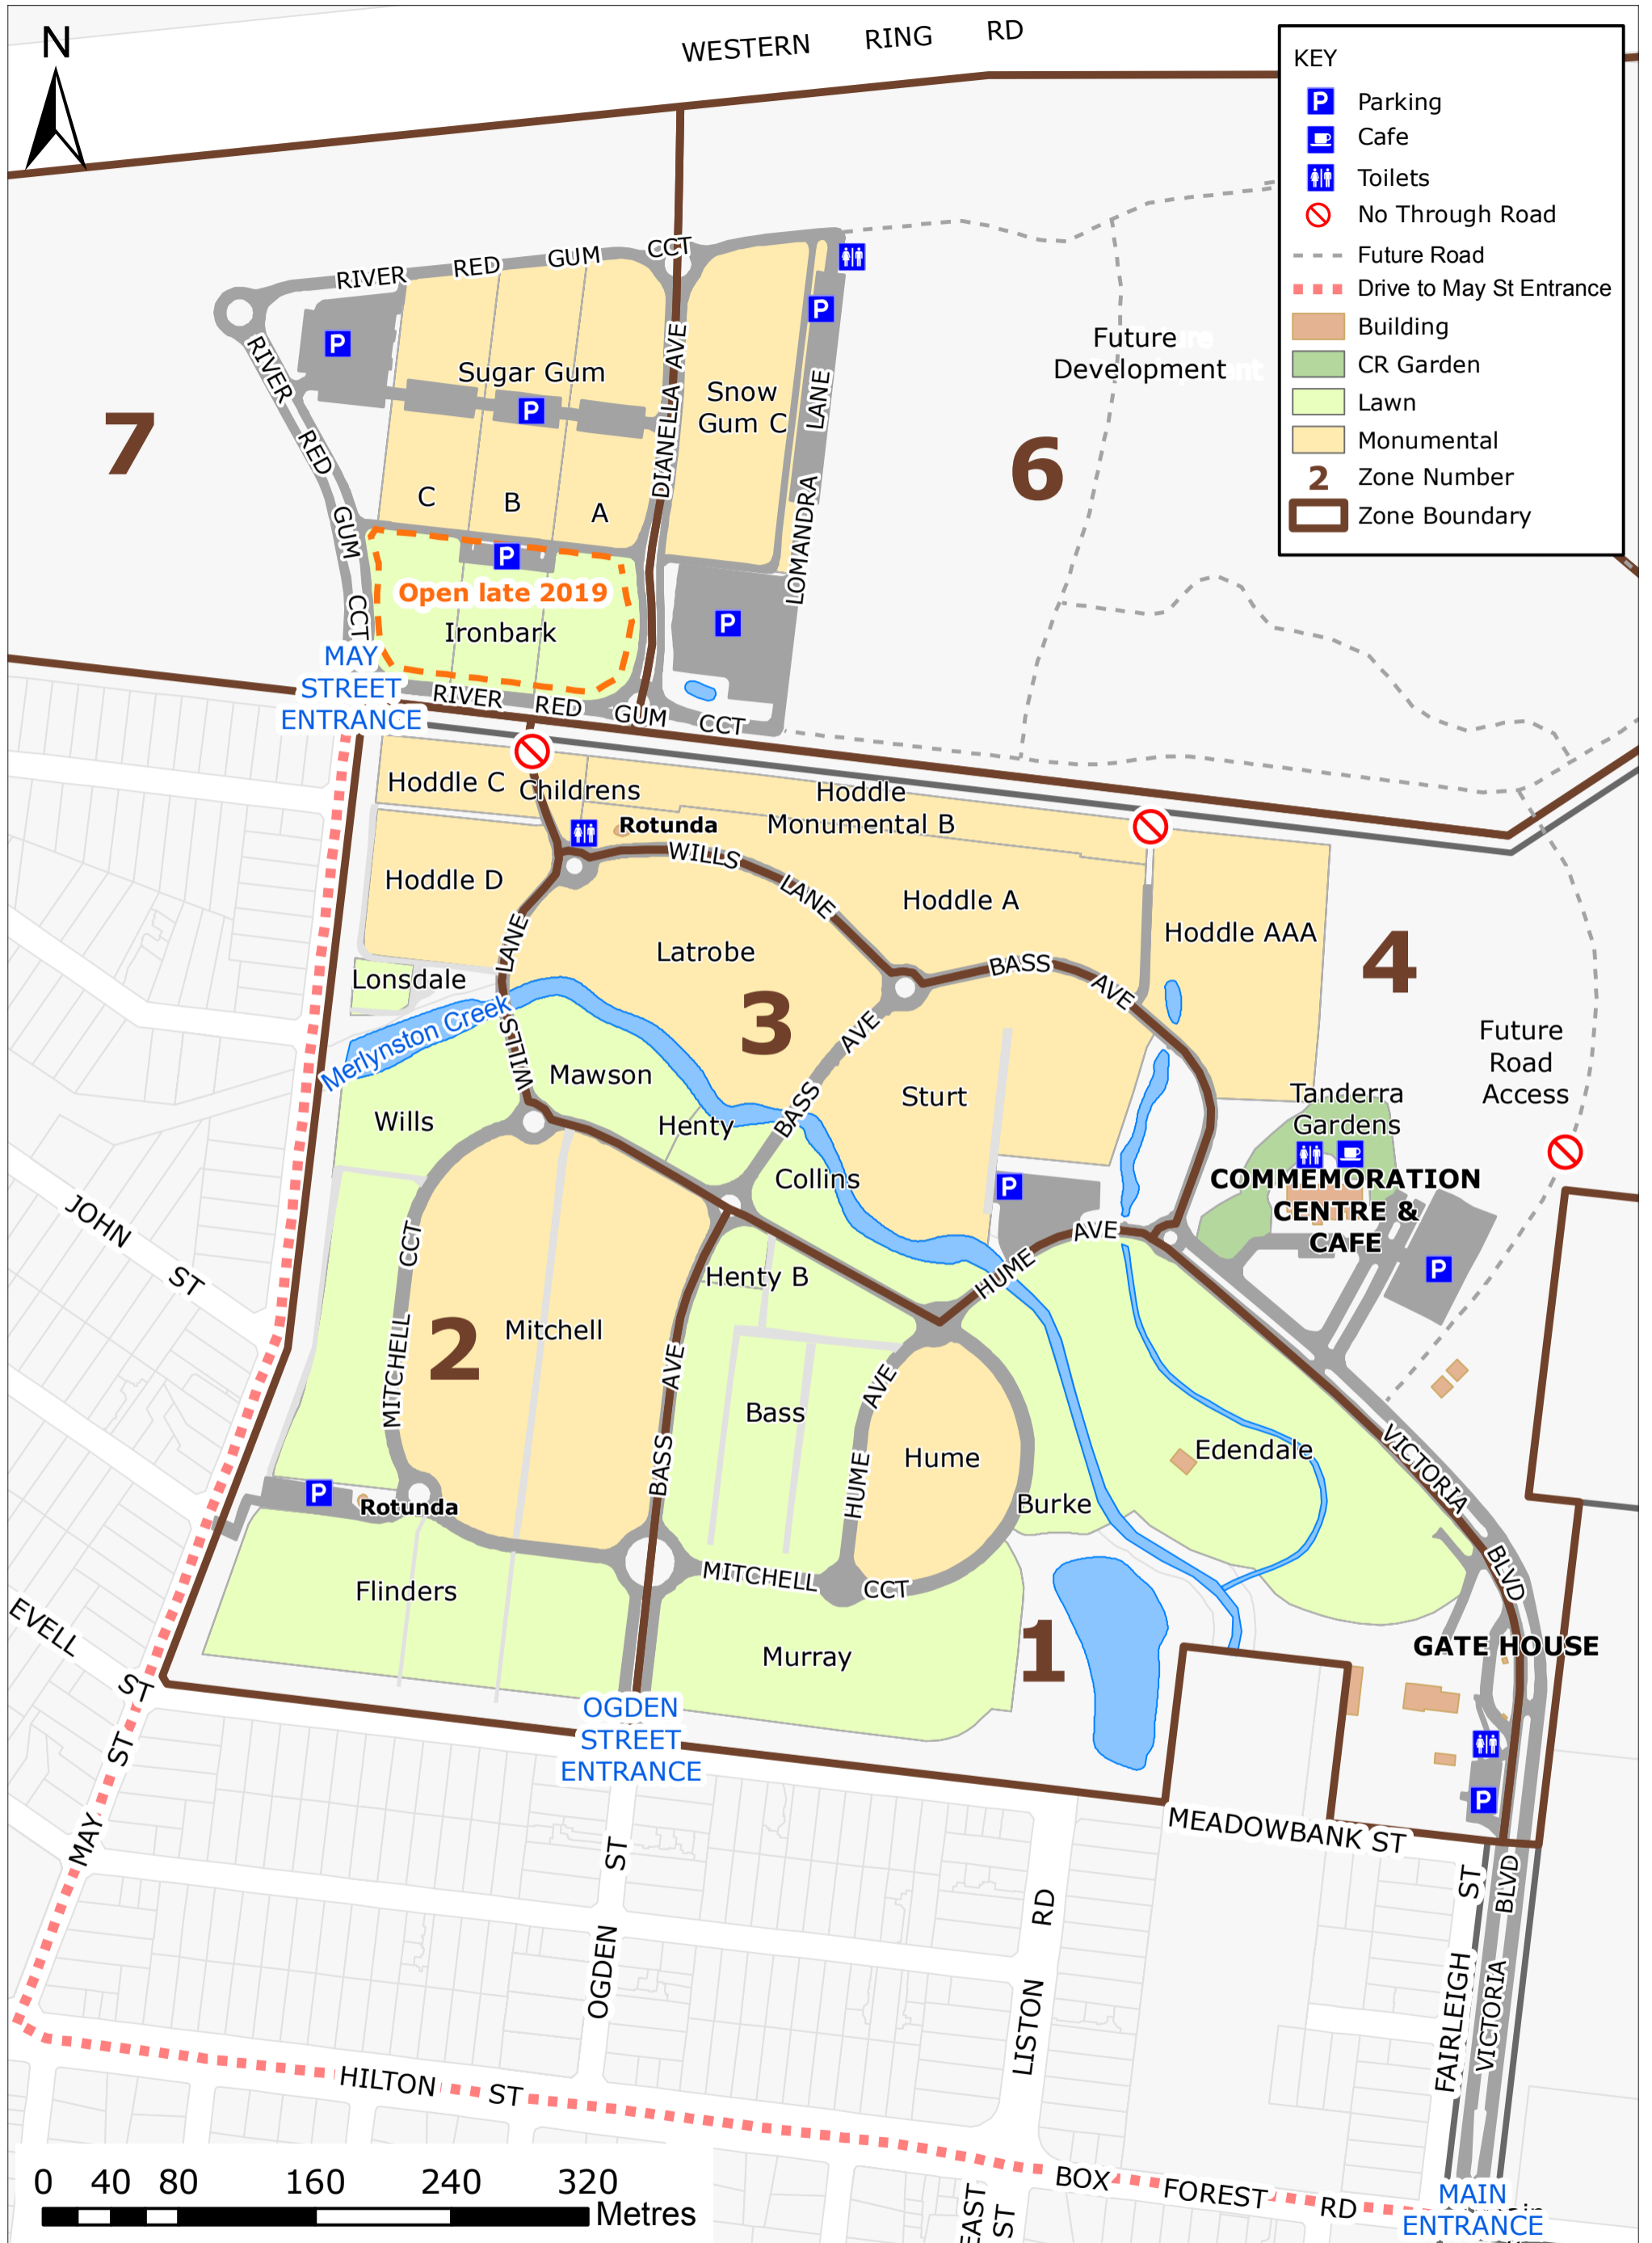 N
WESTERN RING RD
KEY
P Parking
Cafe
Toilets
No Through Road
Future Road
Drive to May St Entrance
Building
CR Garden
Lawn
Monumental
2 Zone Number
Zone Boundary
RIVER RED GUM CCT
RIVER RED GUM CCT
P
P
Sugar Gum
P
C
B
A
DIANELLA AVE
Snow
Gum C
LOMANDRA LANE
Future
Development
7
6
P
Open late 2019
Ironbark
P
MAY
STREET
ENTRANCE
RIVER RED GUM CCT
Hoddle C
Childrens
Hoddle
Monumental B
Rotunda
WILLS LANE
Hoddle D
Hoddle A
Hoddle AAA
4
Latrobe
LANE
WILLS
BASS AVE
Lonsdale
3
Merlynston Creek
BASS AVE
Future
Road
Access
Mawson
Sturt
Tanderra
Gardens
Wills
Henty
Collins
P
COMMEMORATION
CENTRE &
CAFE
P
JOHN ST
MITCHELL CCT
HUME AVE
Henty B
2
Mitchell
BASS AVE
Bass
HUME AVE
Hume
Edendale
VICTORIA BLVD
P
Rotunda
Burke
MITCHELL CCT
Flinders
Murray
1
GATE HOUSE
P
EVELL ST
OGDEN
STREET
ENTRANCE
MAY ST
MEADOWBANK ST
OGDEN ST
LISTON RD
FAIRLEIGH ST
VICTORIA BLVD
HILTON ST
BOX FOREST RD
EAST ST
MAIN
ENTRANCE
0 40 80 160 240 320
Metres